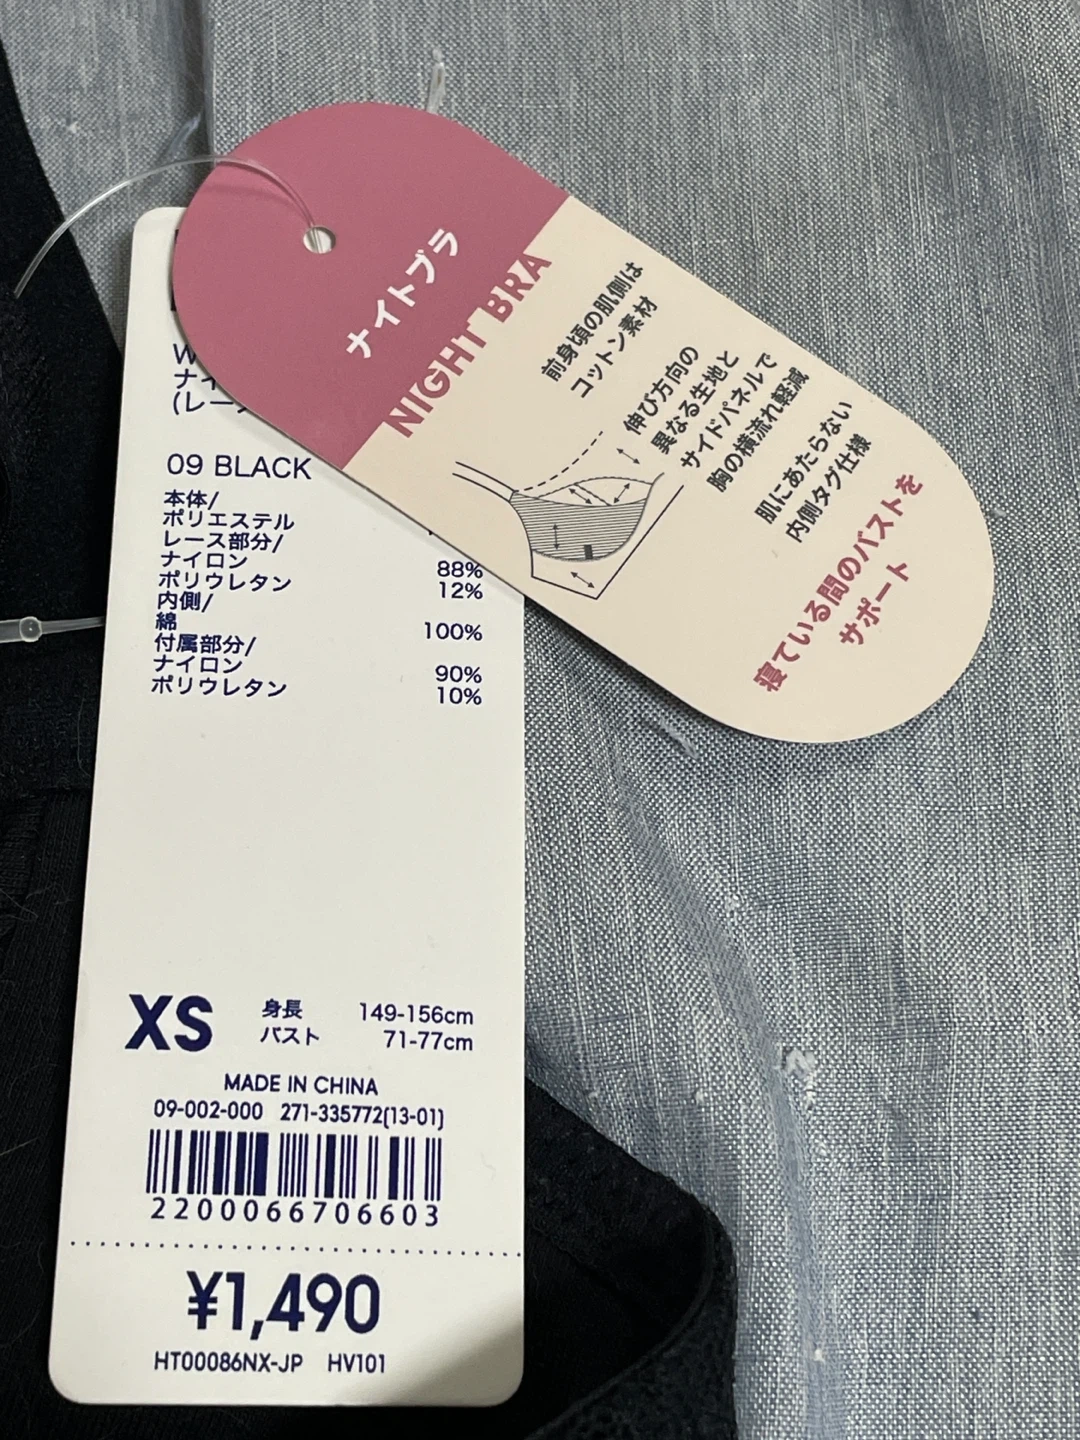 ナイトブラ
NIGHT BRA
前身頃の肌側は
コットン素材
伸び方向の
異なる生地と
サイドパネルで
胸の横流れ軽減
肌にあたらない
内側タグ仕様
寝ている間のバストを
サポート
W
ナイ
(レース
09 BLACK
本体/
ポリエステル
レース部分/
ナイロン 88%
ポリウレタン 12%
内側/
綿 100%
付属部分/
ナイロン 90%
ポリウレタン 10%
XS 身長 149-156cm
バスト 71-77cm
MADE IN CHINA
09-002-000 271-335772(13-01)
2200066706603
¥1,490
HT00086NX-JP HV101